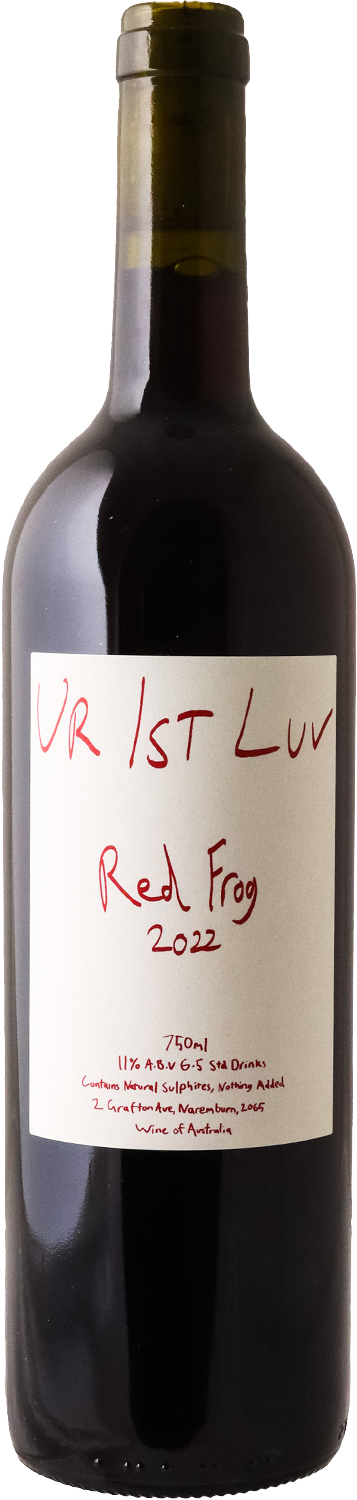 UR IST LUV
Red Frog
2022
750ml
11% A.B.V 6.5 Std Drinks
Contains Natural Sulphites, Nothing Added
2 Grafton Ave, Naremburn, 2065
Wine of Australia